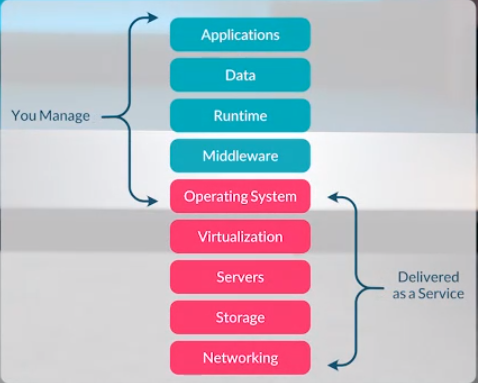 Applications
Data
You Manage
Runtime
Middleware
Operating System
Virtualization
Servers
Delivered
as a Service
Storage
Networking